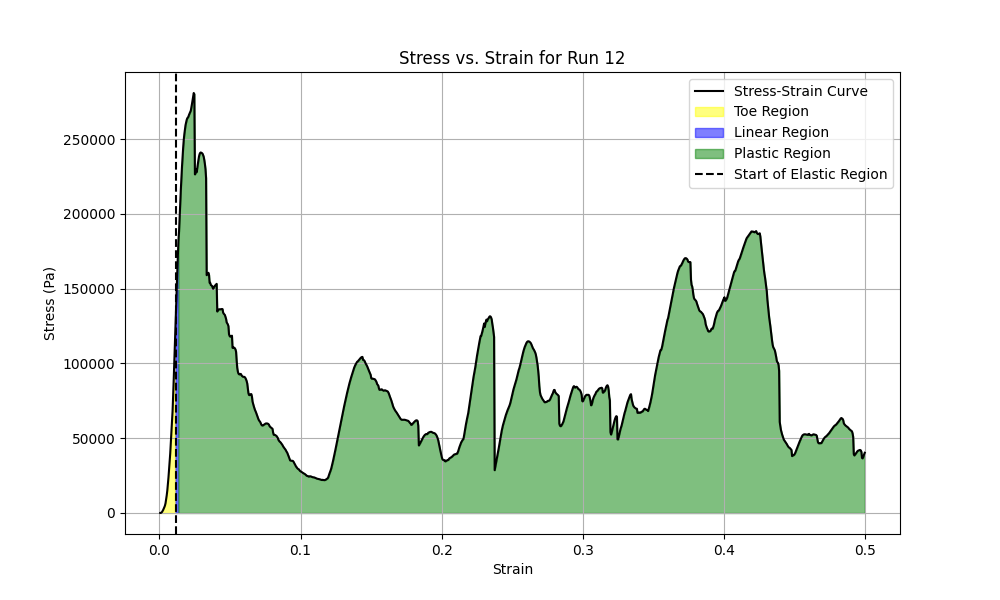 Stress vs. Strain for Run 12
Stress-Strain Curve
Toe Region
Linear Region
Plastic Region
Start of Elastic Region
250000
200000
150000
100000
50000
0
Stress (Pa)
0.0
0.1
0.2
0.3
0.4
0.5
Strain